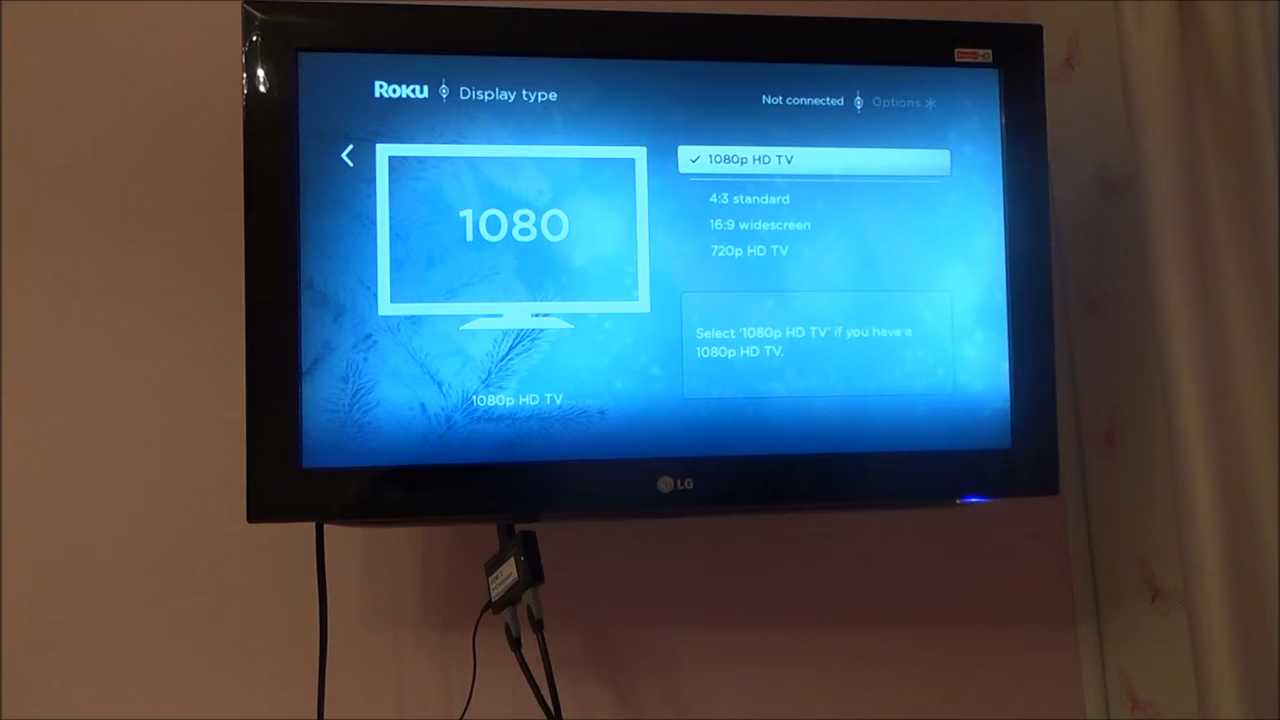 Roku Display type
Not connected Options
1080
1080p HD TV
1080p HD TV
4:3 standard
16:9 widescreen
720p HD TV
Select '1080p HD TV' if you have a
1080p HD TV.
LG